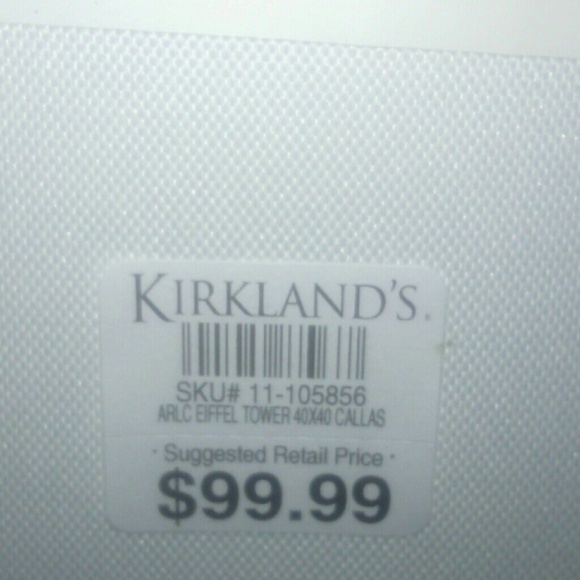 KIRKLAND'S.
SKU# 11-105856
ARLC EIFFEL TOWER 40X40 CALLAS
· Suggested Retail Price ·
$99.99